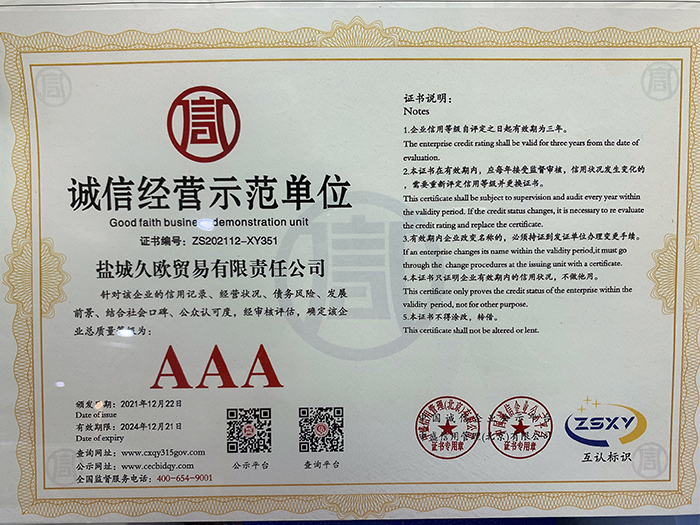 信
诚信经营示范单位
Good faith business demonstration unit
证书编号：ZS202112-XY351
盐城久欧贸易有限责任公司
针对该企业的信用记录、经营状况、债务风险、发展
前景、结合社会口碑、公众认可度，经审核评估，确定该企
业总质量等级为：
AAA
颁发日期：2021年12月22日
Date of issue
有效期限：2024年12月21日
Date of expiry
查询网址：www.cxqy315gov.com
公示网址：www.cecbidqy.com
全国监督服务电话：400-654-9001
公示平台
查询平台
证书说明：
Notes
1.企业信用等级自评定之日起有效期为三年。
The enterprise credit rating shall be valid for three years from the date of
evaluation.
2.本证书在有效期内，应每年接受监督审核，信用状况发生变化的
，需要重新评定信用等级并更换证书。
This certificate shall be subject to supervision and audit every year within
the validity period. If the credit status changes, it is necessary to re evaluate
the credit rating and replace the certificate.
3.有效期内企业改变名称的，必须持证到发证单位办理变更手续。
If an enterprise changes its name within the validity period,it must go
through the change procedures at the issuing unit with a certificate.
4.本证书只证明企业有效期内的信用状况，不做他用。
This certificate only proves the credit status of the enterprise within the
validity period, not for other purpose.
5.本证书不得涂改，转借。
This certificate shall not be altered or lent.
证书专用章
证书专用章
ZSXY
互认标识